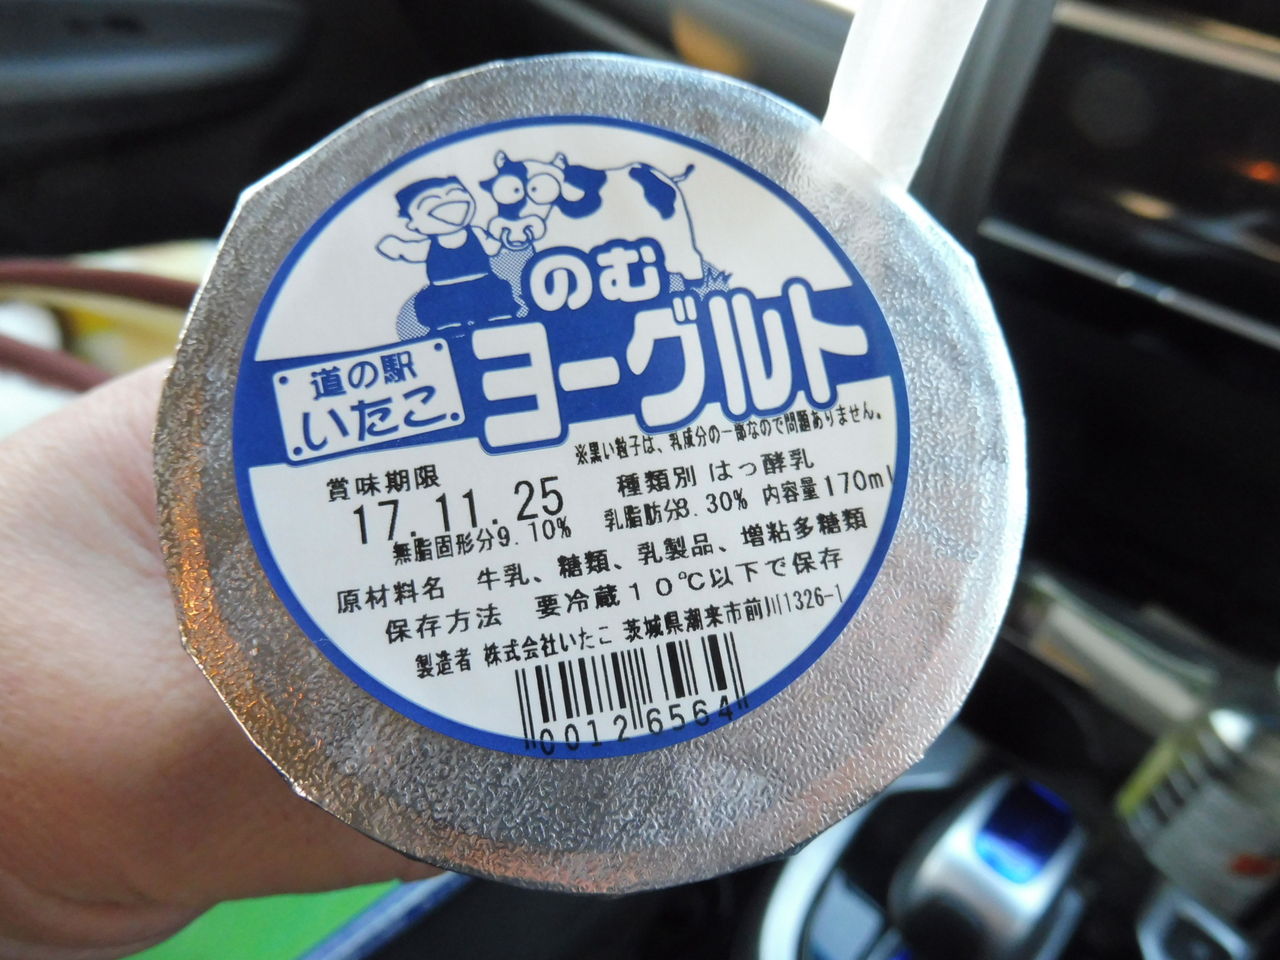 のむ
ヨーグルト
道の駅
いたこ
※黒い粒子は、乳成分の一部なので問題ありません。
賞味期限
17.11.25
種類別 はっ酵乳
無脂固形分9.10% 乳脂肪分3.30% 内容量170ml
原材料名 牛乳、糖類、乳製品、増粘多糖類
保存方法 要冷蔵10℃以下で保存
製造者 株式会社いたこ 茨城県潮来市前川1326-1
00126564